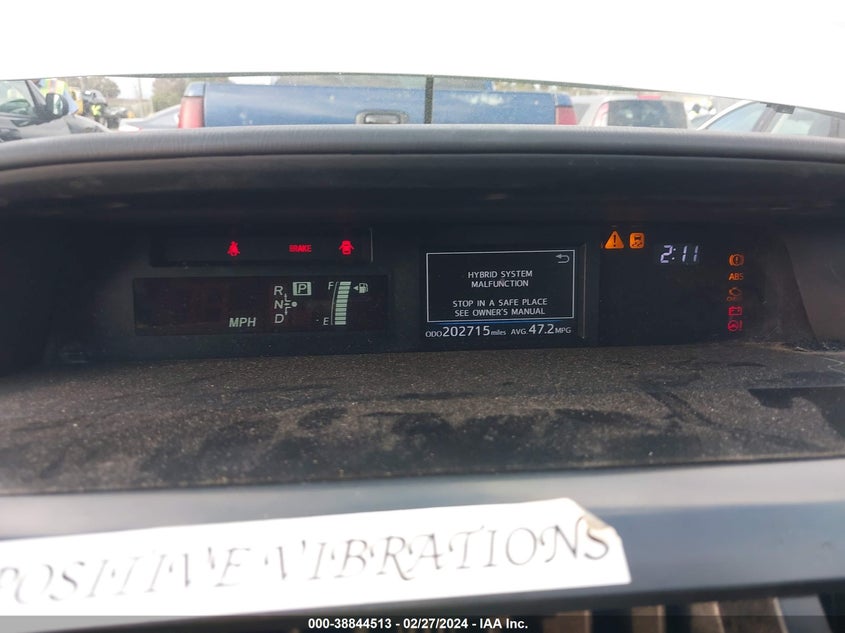 BRAKE
HYBRID SYSTEM
MALFUNCTION
STOP IN A SAFE PLACE
SEE OWNER'S MANUAL
ODO 202715 miles AVG. 47.2 MPG
2:11
ABS
CHECK
R
P
N
D
F
E
MPH
POSITIVE VIBRATIONS
000-38844513 - 02/27/2024 - IAA Inc.